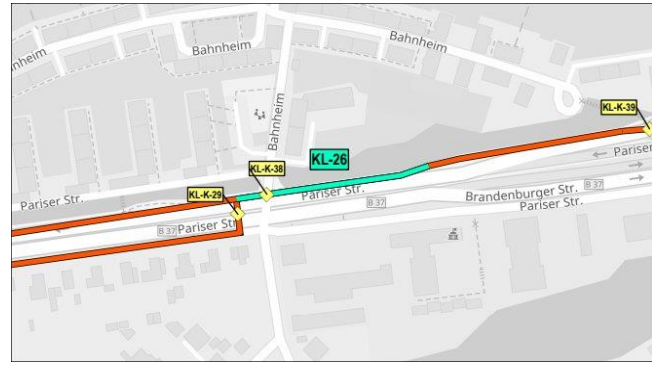 Bahnheim
Bahnheim
nheim
Bahnheim
KL-K-39
KL-26
KL-K-38
Pariser
KL-K-29
Pariser Str.
Pariser Str.
Brandenburger Str.
B 37
B 37
Pariser Str.
B 37
Pariser Str.